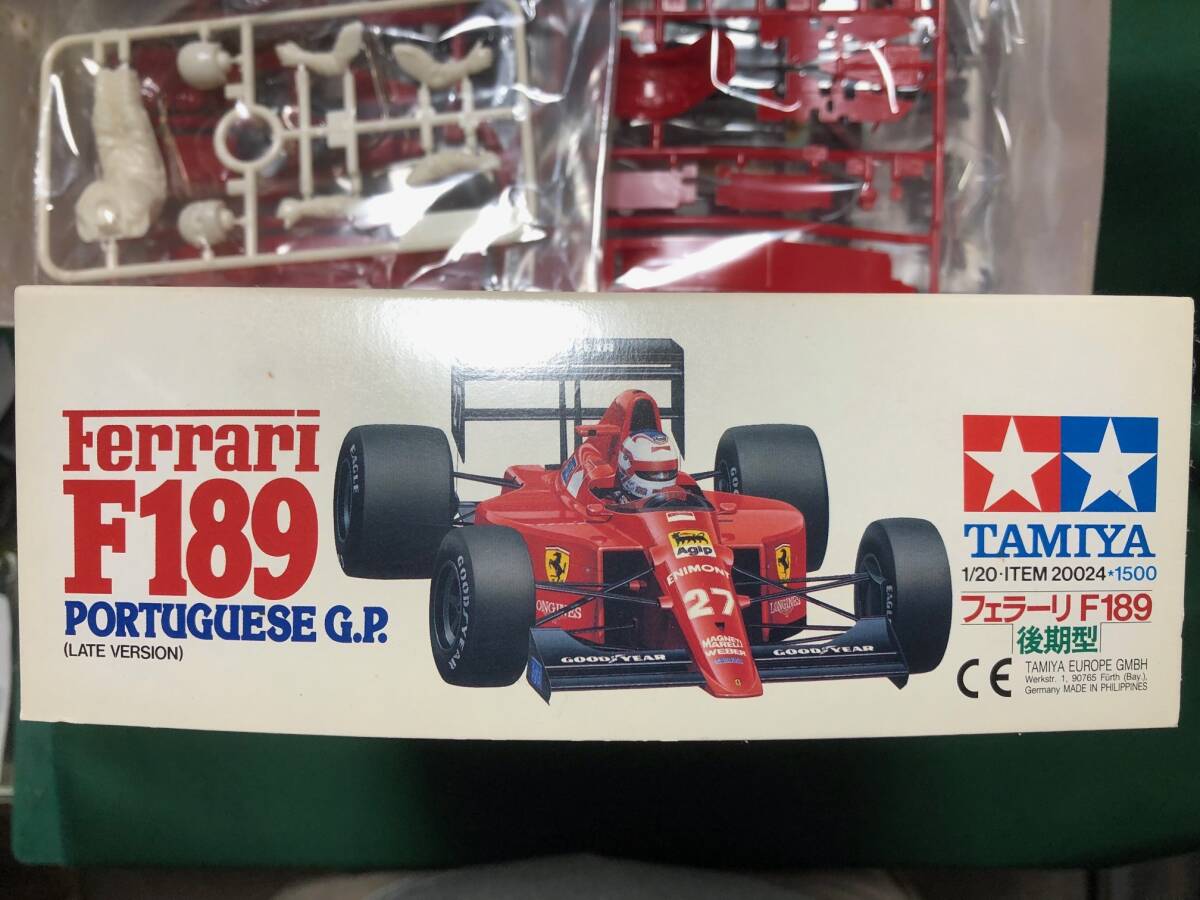 Ferrari
F189
PORTUGUESE G.P.
(LATE VERSION)
EAGLE
GOODYEAR
Agip
ENIMONT
27
LONGINES
LONGINES
MAGNETI
MARELLI
WEBER
GOODYEAR
GOODYEAR
EAGLE
TAMIYA
1/20・ITEM 20024★1500
フェラーリ F189
後期型
CE
TAMIYA EUROPE GMBH
Werkstr. 1, 90765 Fürth (Bay.),
Germany MADE IN PHILIPPINES